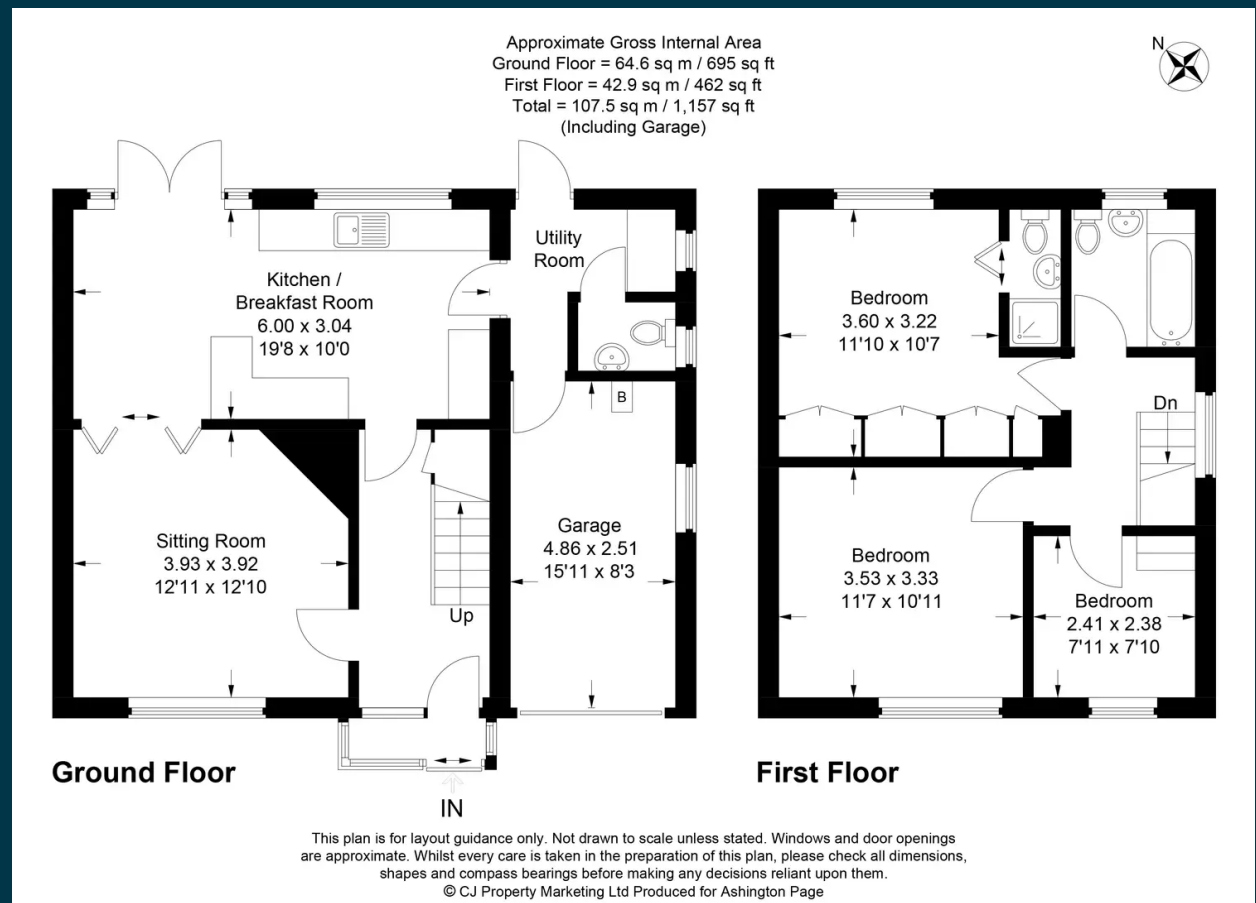 Approximate Gross Internal Area
Ground Floor = 64.6 sq m / 695 sq ft
First Floor = 42.9 sq m / 462 sq ft
Total = 107.5 sq m / 1,157 sq ft
(Including Garage)
N
Kitchen /
Breakfast Room
6.00 x 3.04
19'8 x 10'0
Utility
Room
B
Sitting Room
3.93 x 3.92
12'11 x 12'10
Up
Garage
4.86 x 2.51
15'11 x 8'3
IN
Ground Floor
Bedroom
3.60 x 3.22
11'10 x 10'7
Dn
Bedroom
3.53 x 3.33
11'7 x 10'11
Bedroom
2.41 x 2.38
7'11 x 7'10
First Floor
This plan is for layout guidance only. Not drawn to scale unless stated. Windows and door openings
are approximate. Whilst every care is taken in the preparation of this plan, please check all dimensions,
shapes and compass bearings before making any decisions reliant upon them.
© CJ Property Marketing Ltd Produced for Ashington Page